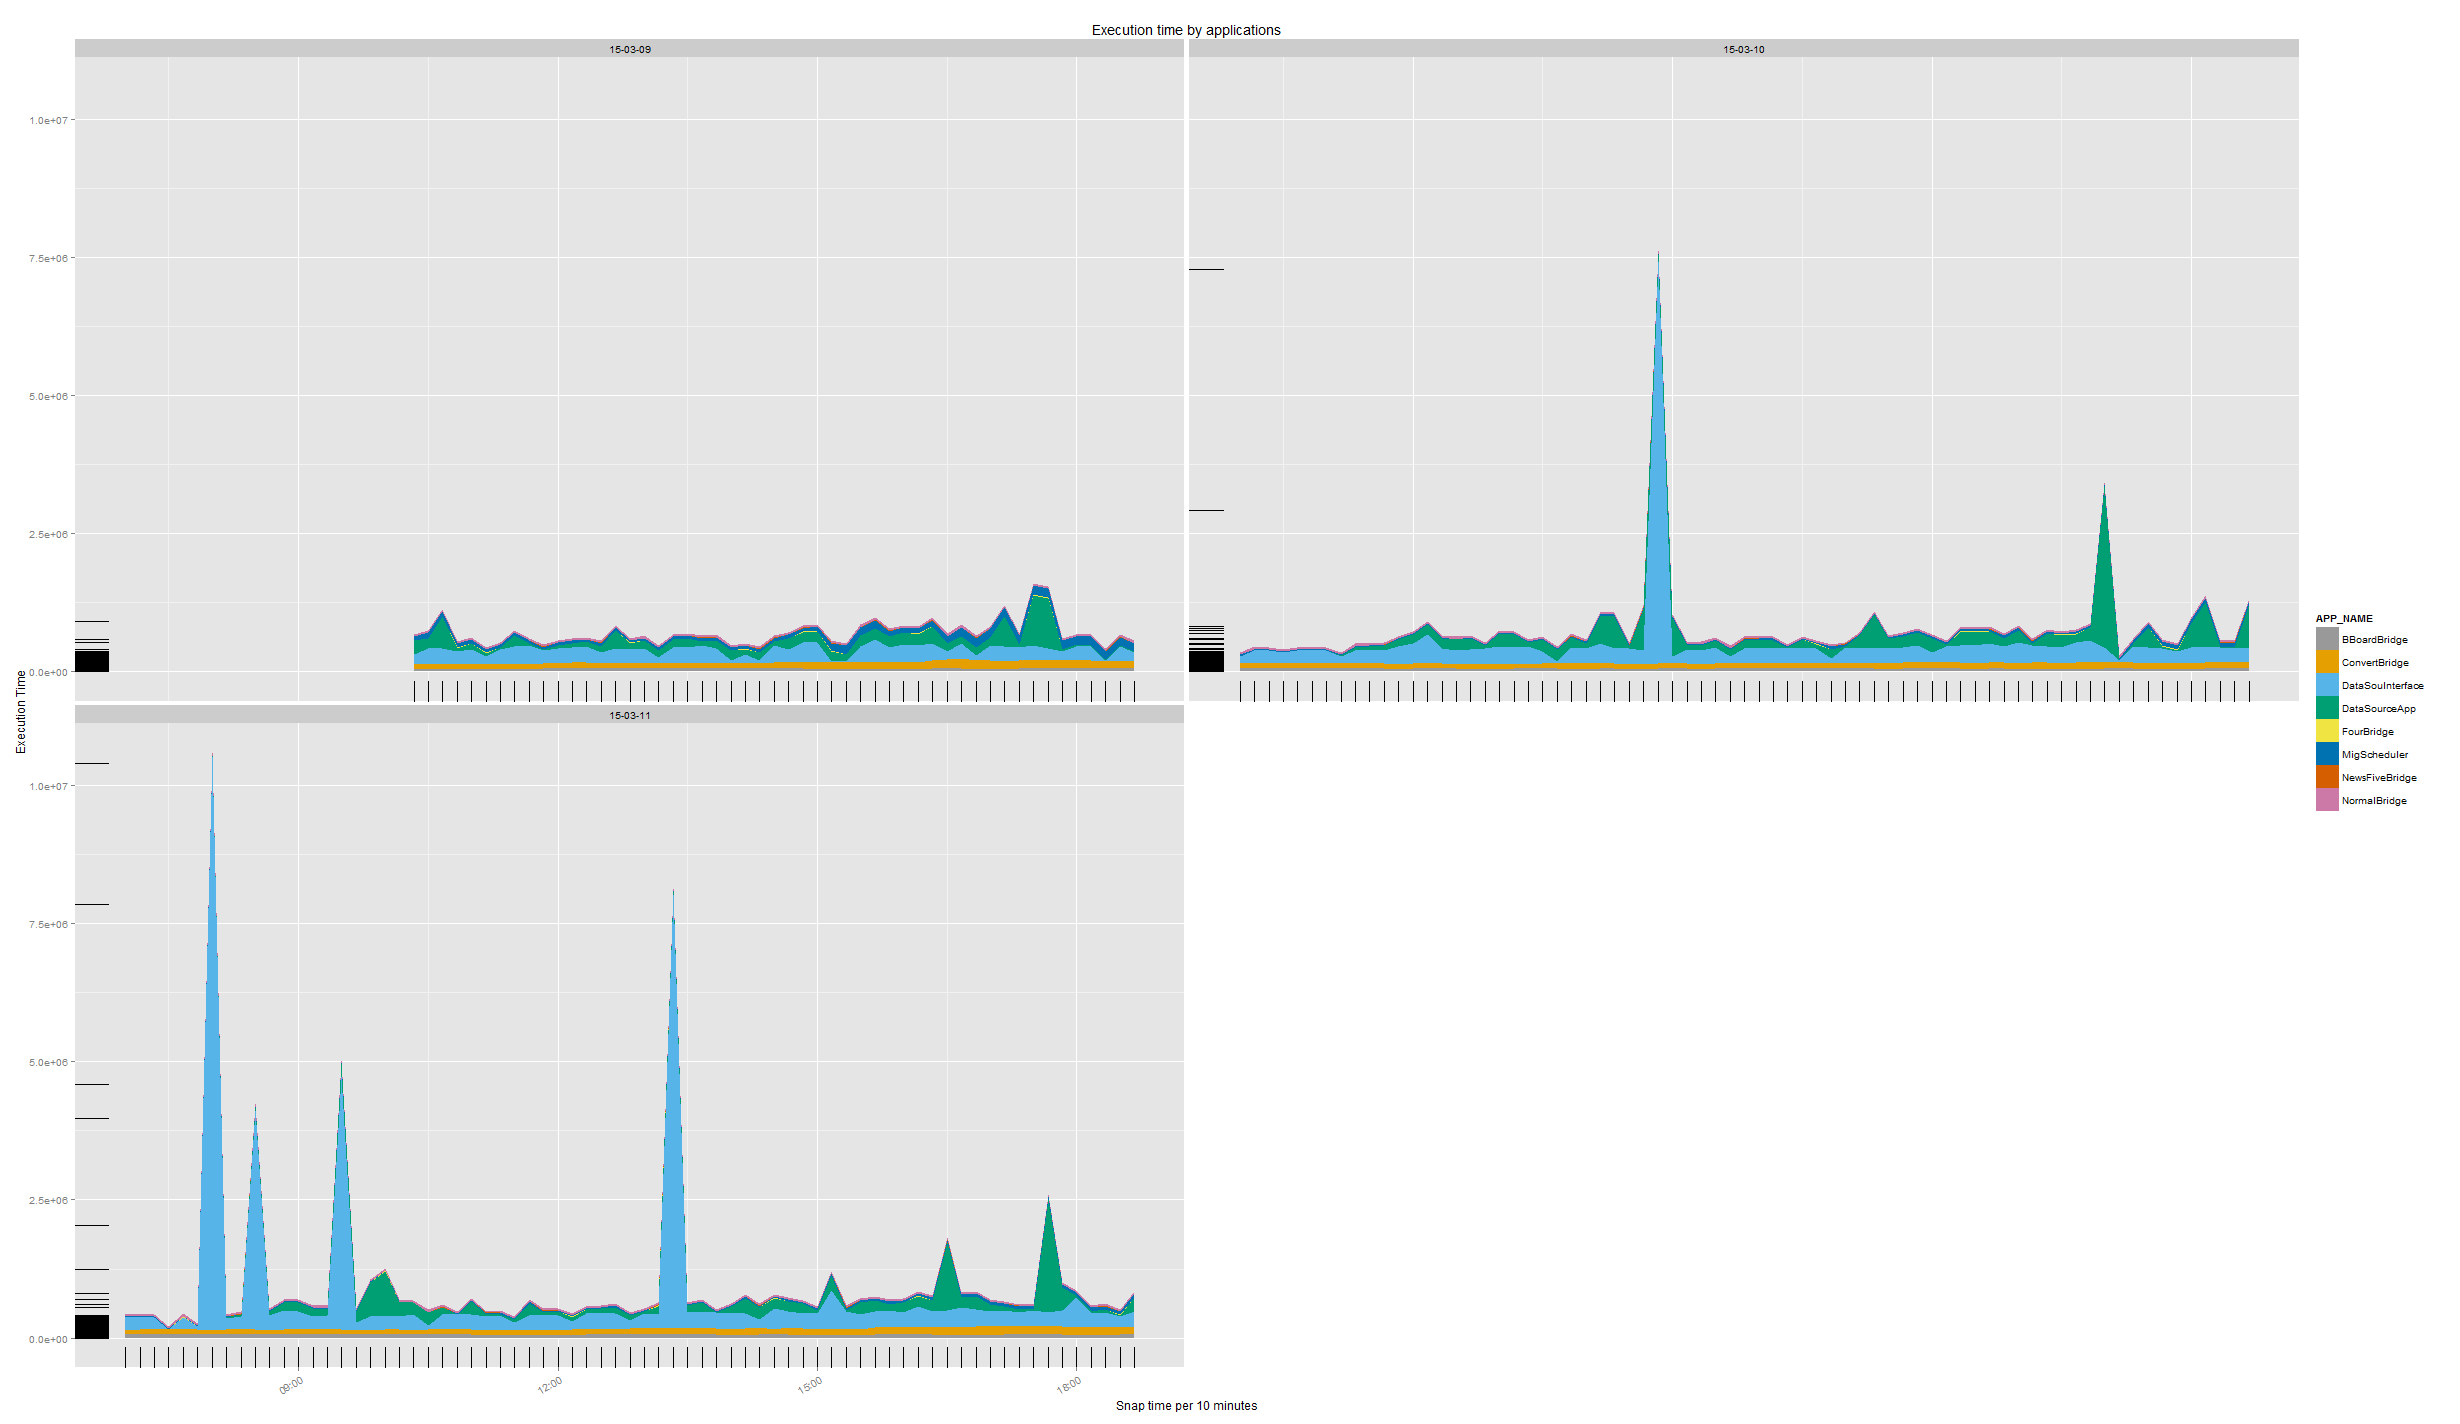 Execution time by applications
15-03-09
15-03-10
1.0e+07
7.5e+06
5.0e+06
2.5e+06
0.0e+00
15-03-11
1.0e+07
7.5e+06
5.0e+06
2.5e+06
0.0e+00
Execution Time
09:00
12:00
15:00
18:00
Snap time per 10 minutes
APP_NAME
BBoardBridge
ConvertBridge
DataSouInterface
DataSourceApp
FourBridge
MigScheduler
NewsFiveBridge
NormalBridge